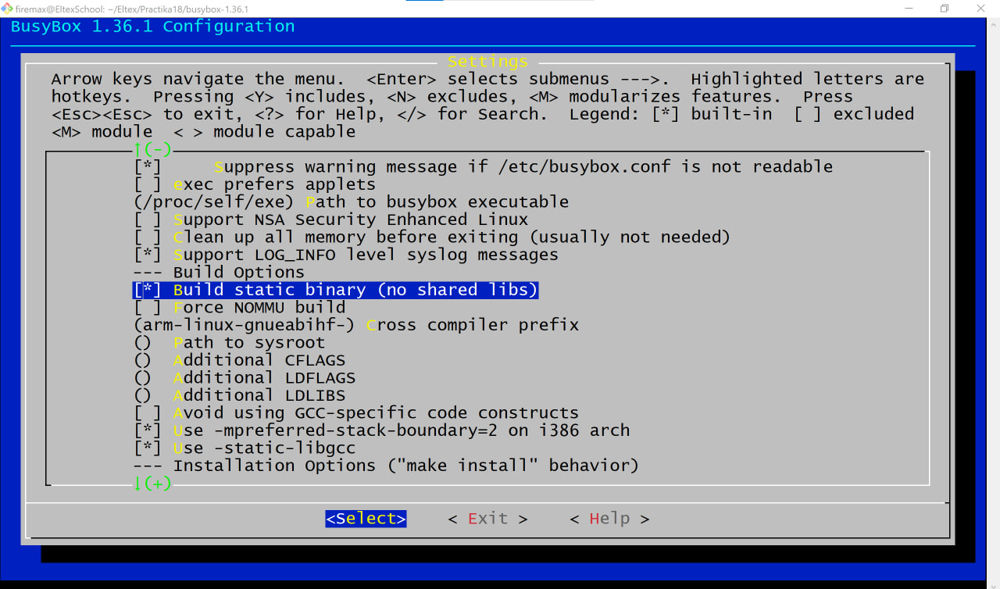 firemax@EltexSchool: ~/Eltex/Practika18/busybox-1.36.1
BusyBox 1.36.1 Configuration
Settings
Arrow keys navigate the menu.  <Enter> selects submenus --->.  Highlighted letters are
hotkeys.  Pressing <Y> includes, <N> excludes, <M> modularizes features.  Press
<Esc><Esc> to exit, <?> for Help, </> for Search.  Legend: [*] built-in  [ ] excluded
<M> module  < > module capable
↑(-)
[*]     Suppress warning message if /etc/busybox.conf is not readable
[ ] exec prefers applets
(/proc/self/exe) Path to busybox executable
[ ] Support NSA Security Enhanced Linux
[ ] Clean up all memory before exiting (usually not needed)
[*] Support LOG_INFO level syslog messages
--- Build Options
[*] Build static binary (no shared libs)
[ ] Force NOMMU build
(arm-linux-gnueabihf-) Cross compiler prefix
()  Path to sysroot
()  Additional CFLAGS
()  Additional LDFLAGS
()  Additional LDLIBS
[ ] Avoid using GCC-specific code constructs
[*] Use -mpreferred-stack-boundary=2 on i386 arch
[*] Use -static-libgcc
--- Installation Options ("make install" behavior)
↓(+)
<Select>    < Exit >    < Help >